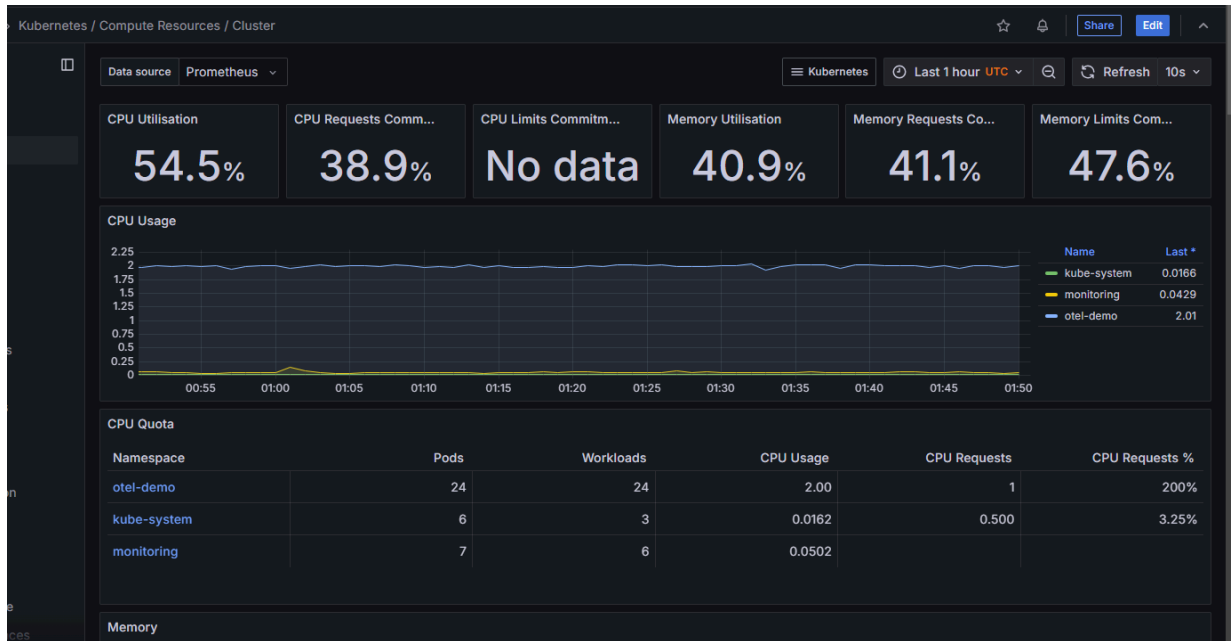 Kubernetes / Compute Resources / Cluster
Share
Edit
Data source
Prometheus
Kubernetes
Last 1 hour UTC
Refresh
10s
CPU Utilisation
54.5%
CPU Requests Comm...
38.9%
CPU Limits Commitm...
No data
Memory Utilisation
40.9%
Memory Requests Co...
41.1%
Memory Limits Com...
47.6%
CPU Usage
2.25
2
1.75
1.5
1.25
1
0.75
0.5
0.25
0
00:55 01:00 01:05 01:10 01:15 01:20 01:25 01:30 01:35 01:40 01:45 01:50
Name Last *
kube-system 0.0166
monitoring 0.0429
otel-demo 2.01
CPU Quota
Namespace Pods Workloads CPU Usage CPU Requests CPU Requests %
otel-demo 24 24 2.00 1 200%
kube-system 6 3 0.0162 0.500 3.25%
monitoring 7 6 0.0502
Memory